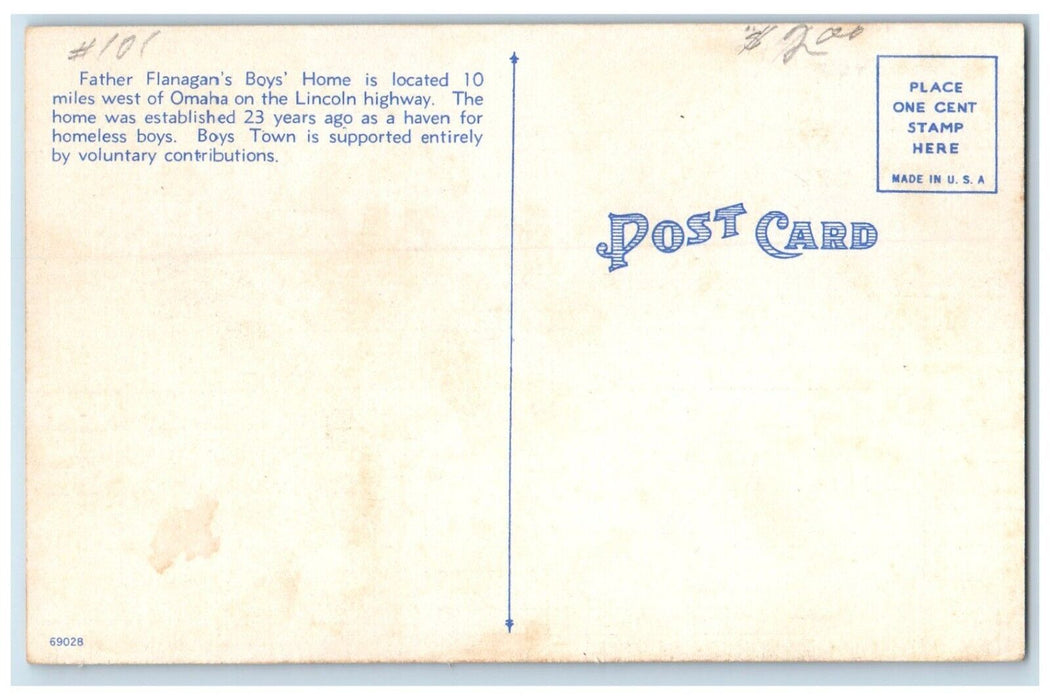 #101
$2.00
Father Flanagan's Boys' Home is located 10
miles west of Omaha on the Lincoln highway. The
home was established 23 years ago as a haven for
homeless boys. Boys Town is supported entirely
by voluntary contributions.
PLACE
ONE CENT
STAMP
HERE
MADE IN U. S. A
POST CARD
69028